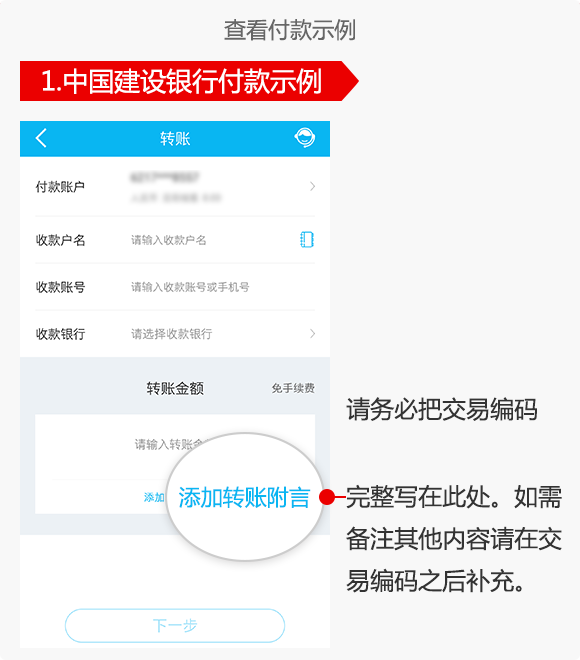 查看付款示例
1.中国建设银行付款示例
转账
付款账户
收款户名 请输入收款户名
收款账号 请输入收款账号或手机号
收款银行 请选择收款银行
转账金额 免手续费
请务必把交易编码
请输入转账
添加
添加转账附言
完整写在此处。如需
备注其他内容请在交
易编码之后补充。
下一步